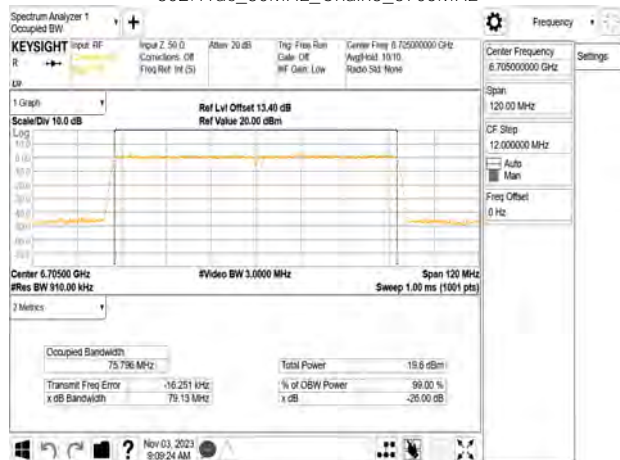 Spectrum Analyzer 1
Occupied BW
+
Frequency
KEYSIGHT
Input: RF
Input Z: 50 Ω
Atten: 20 dB
Trig: Free Run
Center Freq: 6.705000000 GHz
R
Corrections: Off
Gate: Off
Avg|Hold: 10/10
Freq Ref: Int (S)
#IF Gain: Low
Radio Std: None
Center Frequency
6.705000000 GHz
Settings
Span
120.00 MHz
CF Step
12.000000 MHz
Auto
Man
Freq Offset
0 Hz
1 Graph
Scale/Div 10.0 dB
Ref Lvl Offset 13.40 dB
Ref Value 20.00 dBm
Log
10.0
0.00
Center 6.70500 GHz
#Video BW 3.0000 MHz
Span 120 MHz
#Res BW 910.00 kHz
Sweep 1.00 ms (1001 pts)
2 Metrics
Occupied Bandwidth
75.796 MHz
Total Power
19.6 dBm
Transmit Freq Error
-16.251 kHz
% of OBW Power
99.00 %
x dB Bandwidth
79.13 MHz
x dB
-26.00 dB
?
Nov 03, 2023
9:09:24 AM